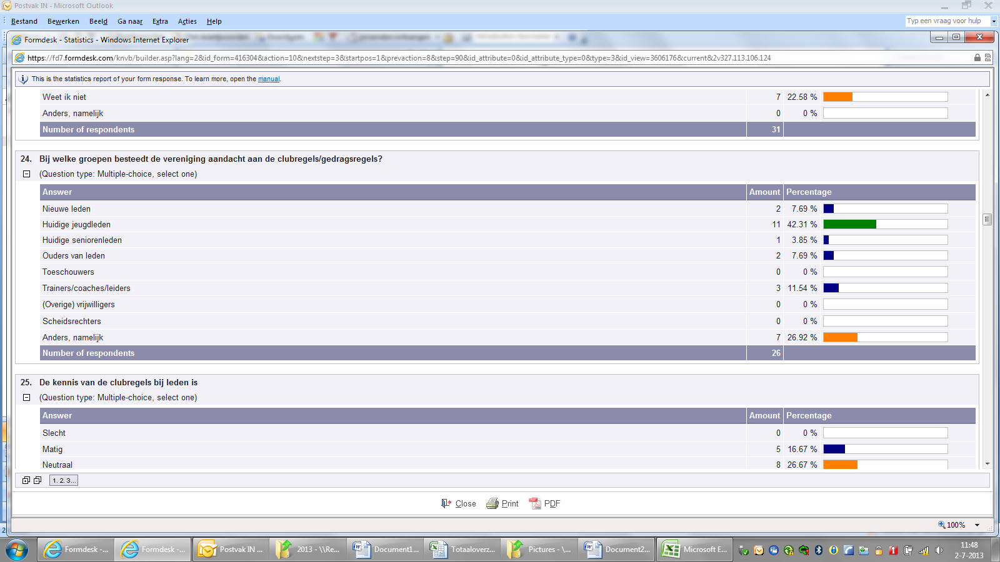 Postvak IN - Microsoft Outlook
Bestand Bewerken Beeld Ga naar Extra Acties Help
Typ een vraag voor hulp
Formdesk - Statistics - Windows Internet Explorer
https://fd7.formdesk.com/knvb/builder.asp?lang=2&id_form=416304&action=10&nextstep=3&startpos=1&prevaction=8&step=90&id_attribute=0&id_attribute_type=0&type=3&id_view=3606176&current&2v327.113.106.124
This is the statistics report of your form response. To learn more, open the manual.
Weet ik niet 7 22.58 %
Anders, namelijk 0 0 %
Number of respondents 31
24. Bij welke groepen besteedt de vereniging aandacht aan de clubregels/gedragsregels?
(Question type: Multiple-choice, select one)
Answer Amount Percentage
Nieuwe leden 2 7.69 %
Huidige jeugdleden 11 42.31 %
Huidige seniorenleden 1 3.85 %
Ouders van leden 2 7.69 %
Toeschouwers 0 0 %
Trainers/coaches/leiders 3 11.54 %
(Overige) vrijwilligers 0 0 %
Scheidsrechters 0 0 %
Anders, namelijk 7 26.92 %
Number of respondents 26
25. De kennis van de clubregels bij leden is
(Question type: Multiple-choice, select one)
Answer Amount Percentage
Slecht 0 0 %
Matig 5 16.67 %
Neutraal 8 26.67 %
1. 2. 3...
Close Print PDF
100%
2
Formdesk -... Formdesk -... Postvak IN ... 2013 - \\Re... Document1... Totaaloverz... Pictures - \... Document2... Microsoft E... 11:48
2-7-2013